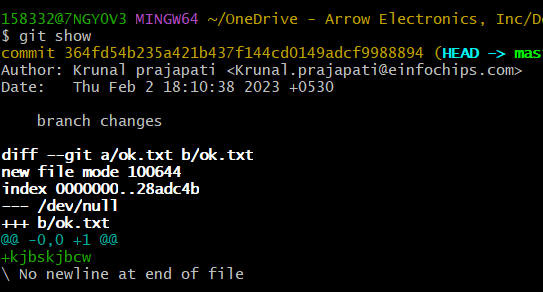 158332@7NGY0V3 MINGW64 ~/OneDrive - Arrow Electronics, Inc/D
$ git show
commit 364fd54b235a421b437f144cd0149adcf9988894 (HEAD -> mas
Author: Krunal prajapati <Krunal.prajapati@einfochips.com>
Date:   Thu Feb 2 18:10:38 2023 +0530
    branch changes
diff --git a/ok.txt b/ok.txt
new file mode 100644
index 0000000..28adc4b
--- /dev/null
+++ b/ok.txt
@@ -0,0 +1 @@
+kjbskjbcw
\ No newline at end of file